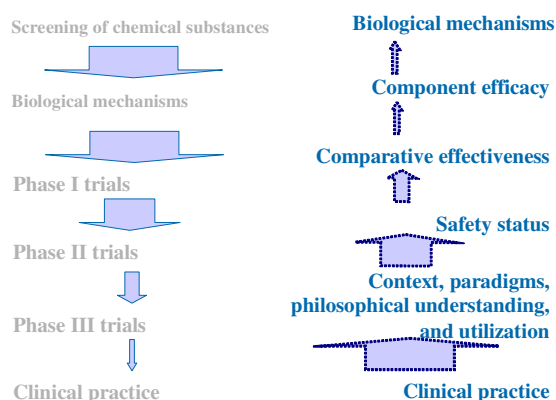 Screening of chemical substances
Biological mechanisms
Phase I trials
Phase II trials
Phase III trials
Clinical practice
Biological mechanisms
Component efficacy
Comparative effectiveness
Safety status
Context, paradigms,
philosophical understanding,
and utilization
Clinical practice